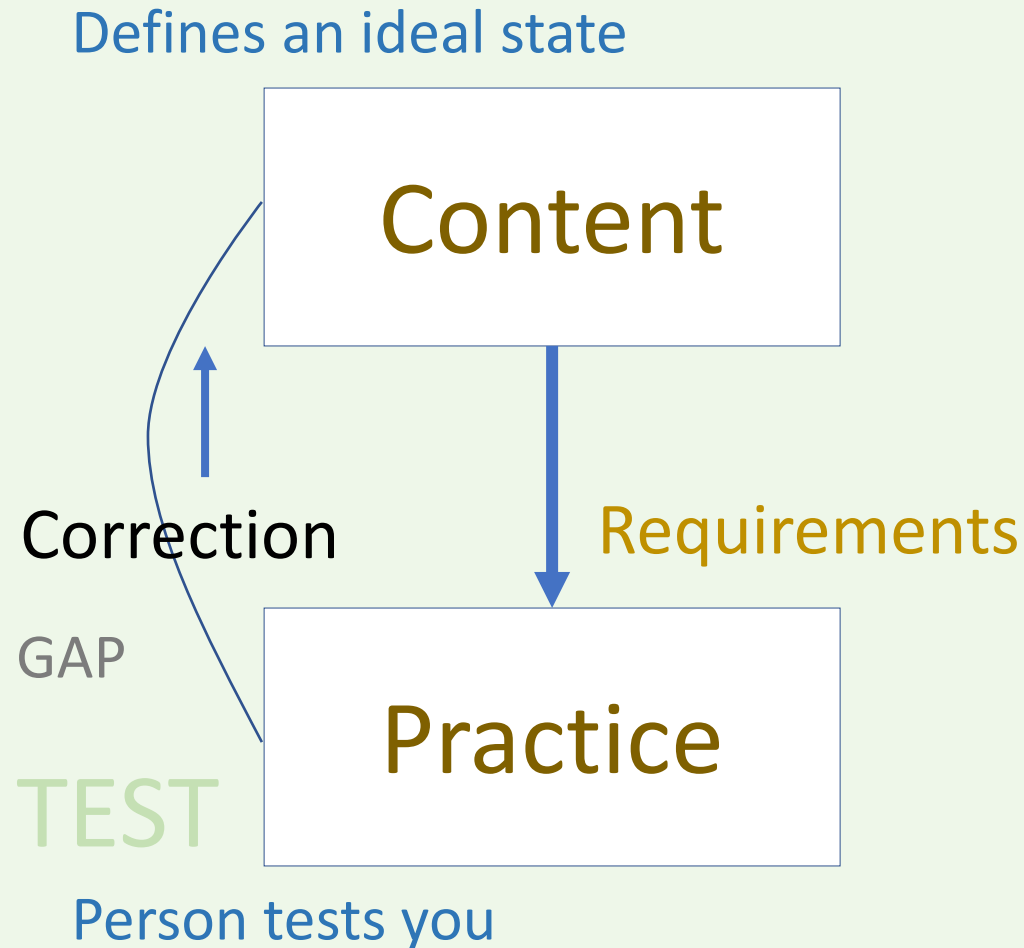 Defines an ideal state
Content
Correction
Requirements
GAP
Practice
TEST
Person tests you